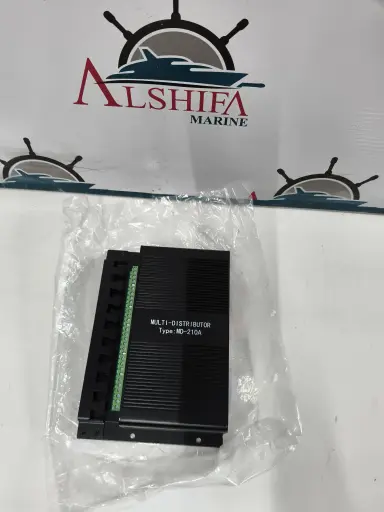 ALSHIFA
MARINE
MULTI-DISTRIBUTOR
Type:MD-210A